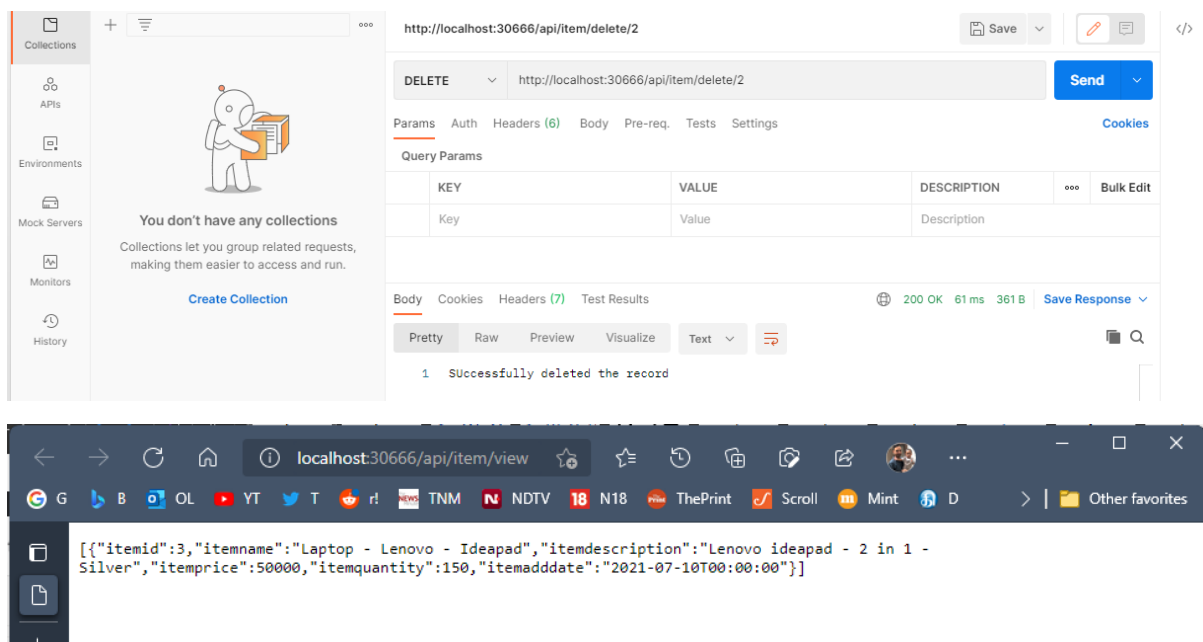 Collections
APIs
Environments
Mock Servers
Monitors
History
You don't have any collections
Collections let you group related requests,
making them easier to access and run.
Create Collection
http://localhost:30666/api/item/delete/2
Save
DELETE http://localhost:30666/api/item/delete/2 Send
Params Auth Headers (6) Body Pre-req. Tests Settings Cookies
Query Params
KEY VALUE DESCRIPTION Bulk Edit
Key Value Description
Body Cookies Headers (7) Test Results 200 OK 61 ms 361 B Save Response
Pretty Raw Preview Visualize Text
1 SUccessfully deleted the record
localhost:30666/api/item/view
G G B OL YT T r! NEWS TNM N NDTV 18 N18 ThePrint Scroll m Mint D Other favorites
[{"itemid":3,"itemname":"Laptop - Lenovo - Ideapad","itemdescription":"Lenovo ideapad - 2 in 1 -
Silver","itemprice":50000,"itemquantity":150,"itemadddate":"2021-07-10T00:00:00"}]